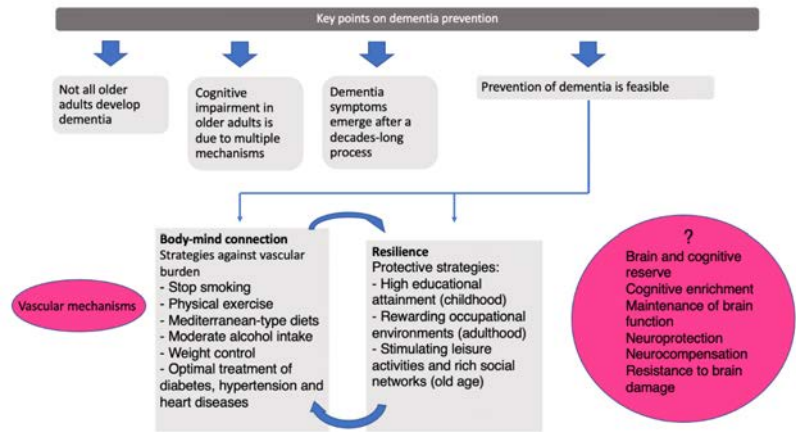 Key points on dementia prevention
Not all older
adults develop
dementia
Cognitive
impairment in
older adults is
due to multiple
mechanisms
Dementia
symptoms
emerge after a
decades-long
process
Prevention of dementia is feasible
Vascular mechanisms
Body-mind connection
Strategies against vascular
burden
- Stop smoking
- Physical exercise
- Mediterranean-type diets
- Moderate alcohol intake
- Weight control
- Optimal treatment of
diabetes, hypertension and
heart diseases
Resilience
Protective strategies:
- High educational
attainment (childhood)
- Rewarding occupational
environments (adulthood)
- Stimulating leisure
activities and rich social
networks (old age)
?
Brain and cognitive
reserve
Cognitive enrichment
Maintenance of brain
function
Neuroprotection
Neurocompensation
Resistance to brain
damage